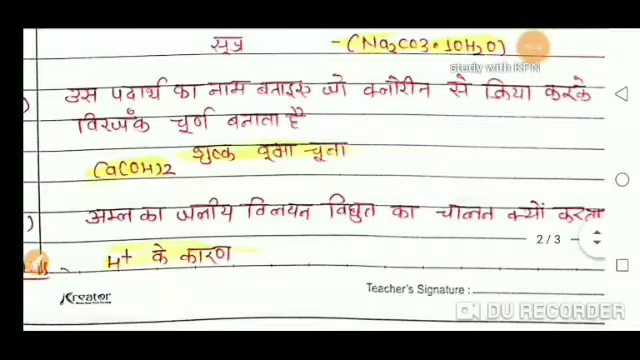 सूत्र -(Na2CO3.10H2O)
study with KPN
उस पदार्थ का नाम बताइए जो क्लोरीन से क्रिया करके
विरंजक चूर्ण बनाता है
Ca(OH)2 शुल्क बुझा चूना
अम्ल का जलीय विलयन विद्युत का चालन क्यों करता
2/3
H+ के कारण
Kreator
Teacher's Signature :
DU RECORDER